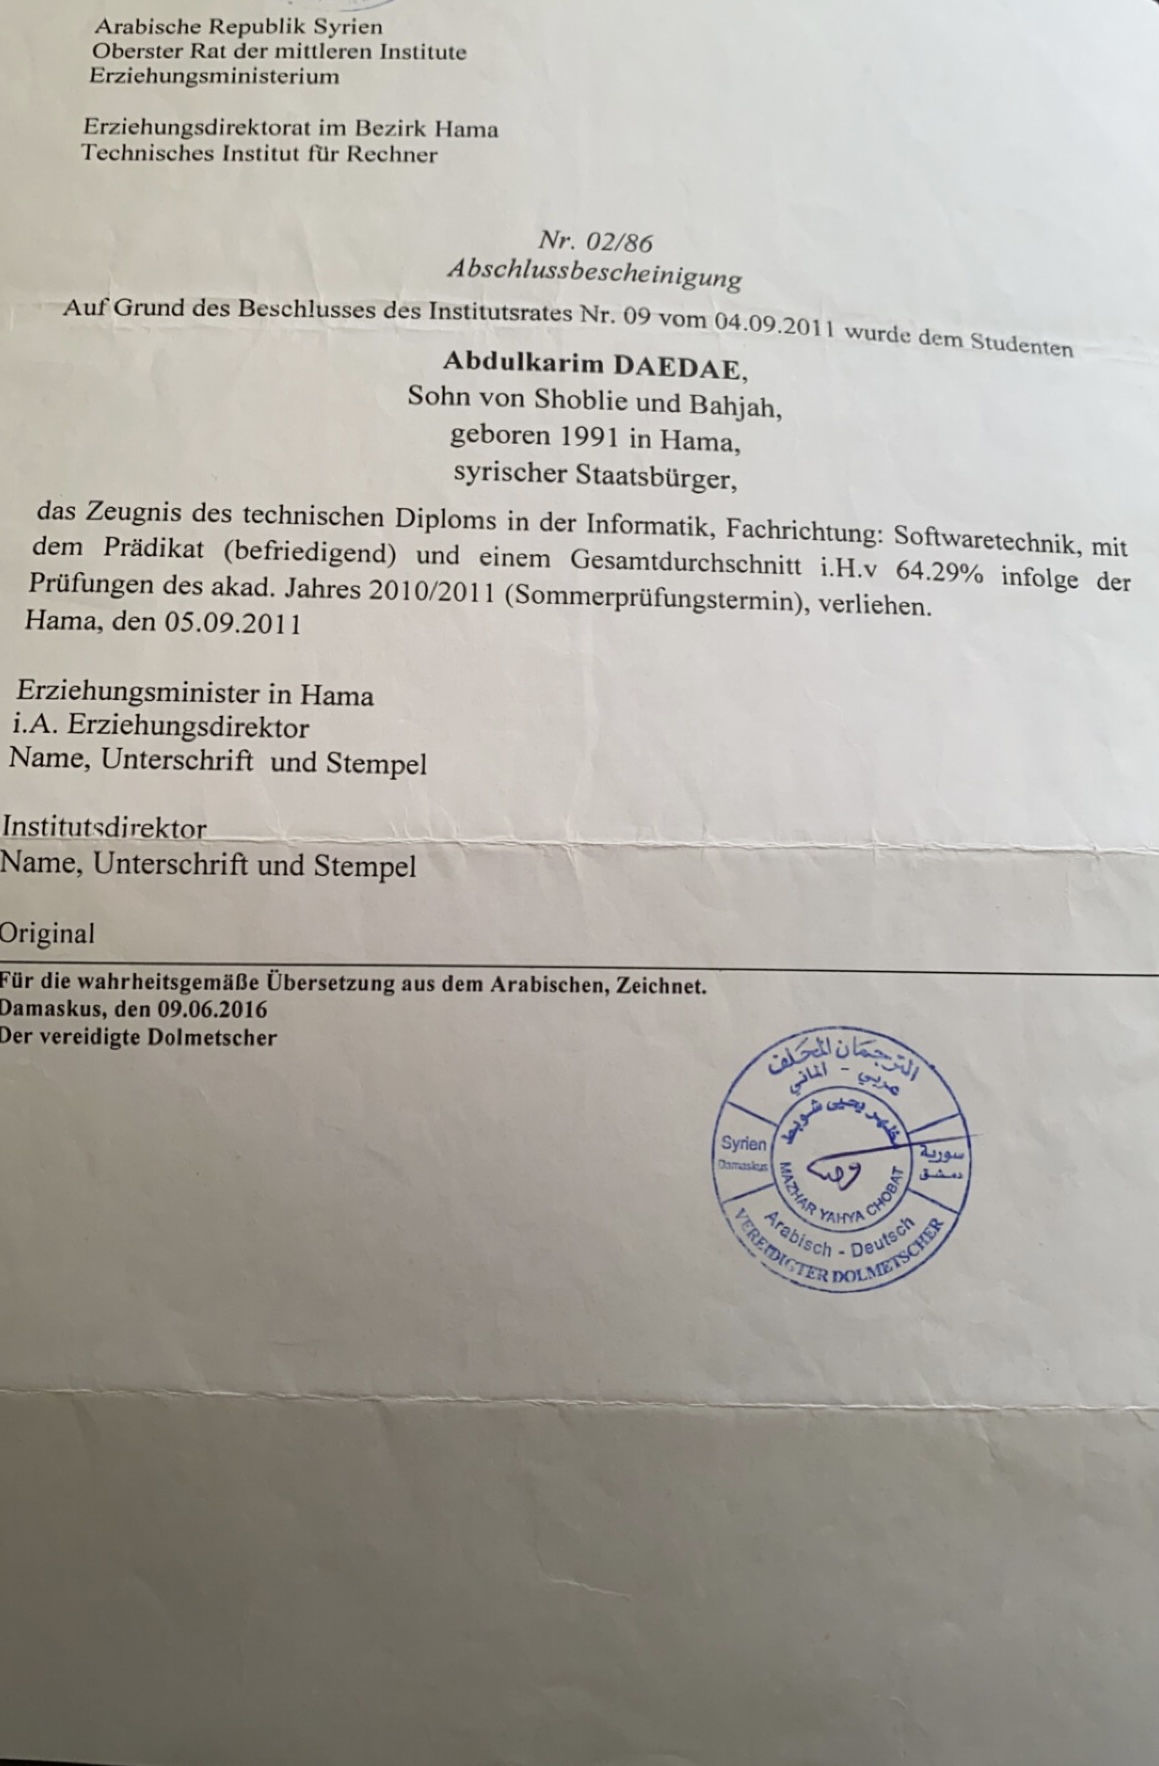 Arabische Republik Syrien
Oberster Rat der mittleren Institute
Erziehungsministerium
Erziehungsdirektorat im Bezirk Hama
Technisches Institut für Rechner
Nr. 02/86
Abschlussbescheinigung
Auf Grund des Beschlusses des Institutsrates Nr. 09 vom 04.09.2011 wurde dem Studenten
Abdulkarim DAEDAE,
Sohn von Shoblie und Bahjah,
geboren 1991 in Hama,
syrischer Staatsbürger,
das Zeugnis des technischen Diploms in der Informatik, Fachrichtung: Softwaretechnik, mit
dem Prädikat (befriedigend) und einem Gesamtdurchschnitt i.H.v 64.29% infolge der
Prüfungen des akad. Jahres 2010/2011 (Sommerprüfungstermin), verliehen.
Hama, den 05.09.2011
Erziehungsminister in Hama
i.A. Erziehungsdirektor
Name, Unterschrift und Stempel
Institutsdirektor
Name, Unterschrift und Stempel
Original
Für die wahrheitsgemäße Übersetzung aus dem Arabischen, Zeichnet.
Damaskus, den 09.06.2016
Der vereidigte Dolmetscher
الترجمان المحلف
عربي - الماني
مظهر يحيى شوبط
Syrien
Damaskus
سورية
دمشق
MAZHAR YAHYA CHOBAT
Arabisch - Deutsch
VEREIDIGTER DOLMETSCHER